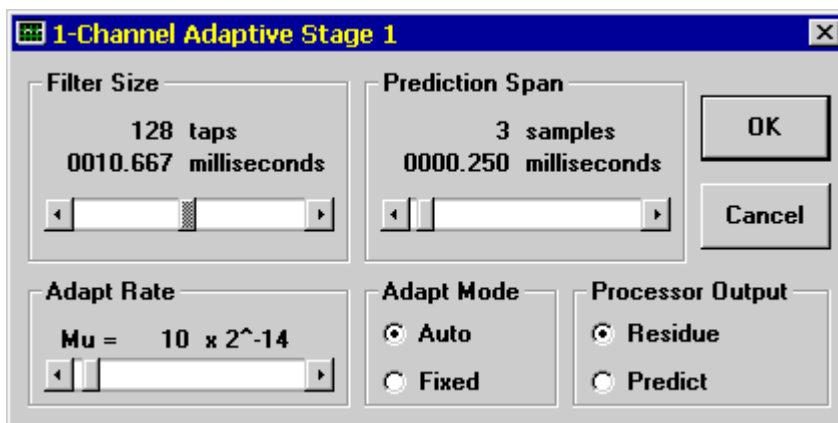 1-Channel Adaptive Stage 1
Filter Size
128 taps
0010.667 milliseconds
Prediction Span
3 samples
0000.250 milliseconds
OK
Cancel
Adapt Rate
Mu = 10 x 2^-14
Adapt Mode
Auto
Fixed
Processor Output
Residue
Predict